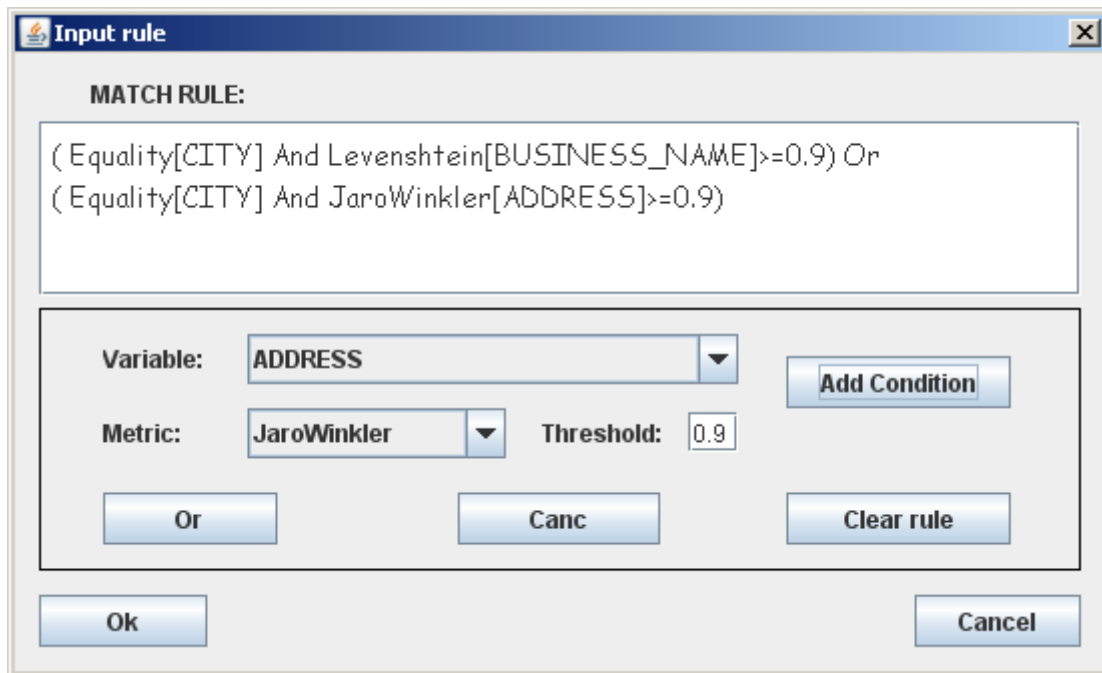 Input rule
MATCH RULE:
( Equality[CITY] And Levenshtein[BUSINESS_NAME]>=0.9) Or
( Equality[CITY] And JaroWinkler[ADDRESS]>=0.9)
Variable: ADDRESS
Add Condition
Metric: JaroWinkler Threshold: 0.9
Or Canc Clear rule
Ok Cancel